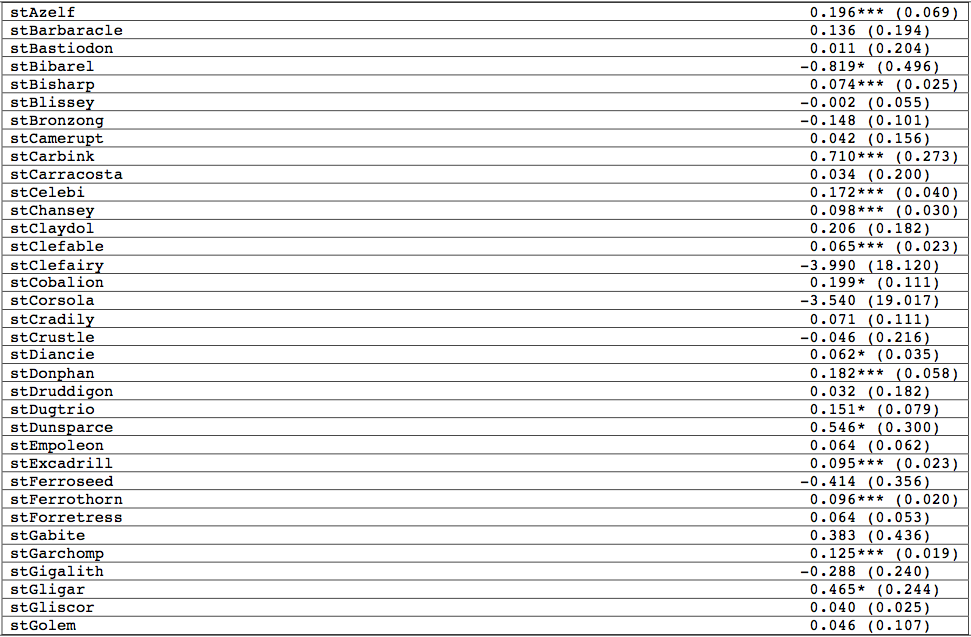 stAzelf 0.196*** (0.069)
stBarbaracle 0.136 (0.194)
stBastiodon 0.011 (0.204)
stBibarel -0.819* (0.496)
stBisharp 0.074*** (0.025)
stBlissey -0.002 (0.055)
stBronzong -0.148 (0.101)
stCamerupt 0.042 (0.156)
stCarbink 0.710*** (0.273)
stCarracosta 0.034 (0.200)
stCelebi 0.172*** (0.040)
stChansey 0.098*** (0.030)
stClaydol 0.206 (0.182)
stClefable 0.065*** (0.023)
stClefairy -3.990 (18.120)
stCobalion 0.199* (0.111)
stCorsola -3.540 (19.017)
stCradily 0.071 (0.111)
stCrustle -0.046 (0.216)
stDiancie 0.062* (0.035)
stDonphan 0.182*** (0.058)
stDruddigon 0.032 (0.182)
stDugtrio 0.151* (0.079)
stDunsparce 0.546* (0.300)
stEmpoleon 0.064 (0.062)
stExcadrill 0.095*** (0.023)
stFerroseed -0.414 (0.356)
stFerrothorn 0.096*** (0.020)
stForretress 0.064 (0.053)
stGabite 0.383 (0.436)
stGarchomp 0.125*** (0.019)
stGigalith -0.288 (0.240)
stGligar 0.465* (0.244)
stGliscor 0.040 (0.025)
stGolem 0.046 (0.107)